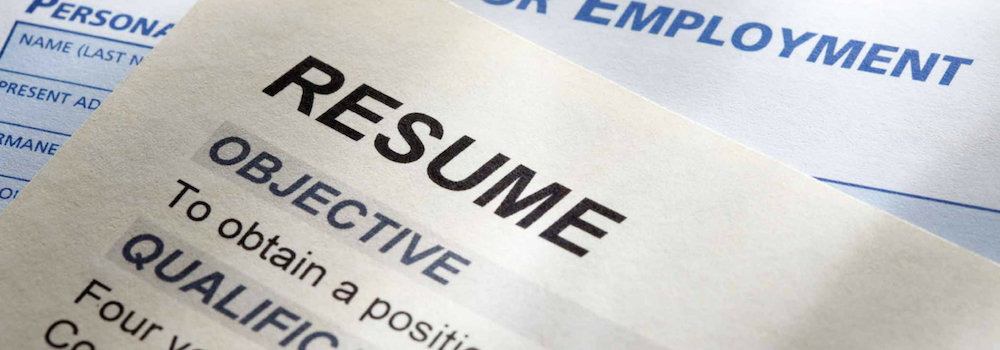 PERSONA
NAME (LAST N
PRESENT AD
RMANE
OR EMPLOYMENT
RESUME
OBJECTIVE
To obtain a positi
QUALIFIC
Four y
Co